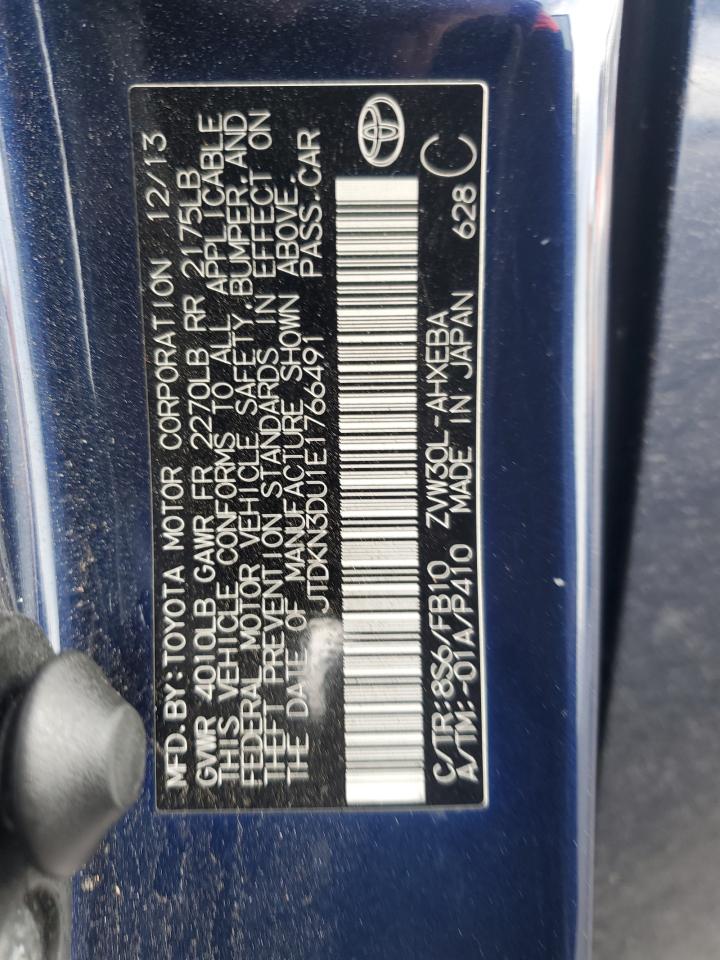 MFD.BY:TOYOTA MOTOR CORPORATION 12/13
GVWR 4010LB GAWR FR 2270LB RR 2175LB
THIS VEHICLE CONFORMS TO ALL APPLICABLE
FEDERAL MOTOR VEHICLE SAFETY,BUMPER,AND
THEFT PREVENTION STANDARDS IN EFFECT ON
THE DATE OF MANUFACTURE SHOWN ABOVE.
JTDKN3DU1E1766491 PASS.CAR
C/TR:8S6/FB10 ZVW30L-AHXEBA 628 C
A/TM:-01A/P410 MADE IN JAPAN